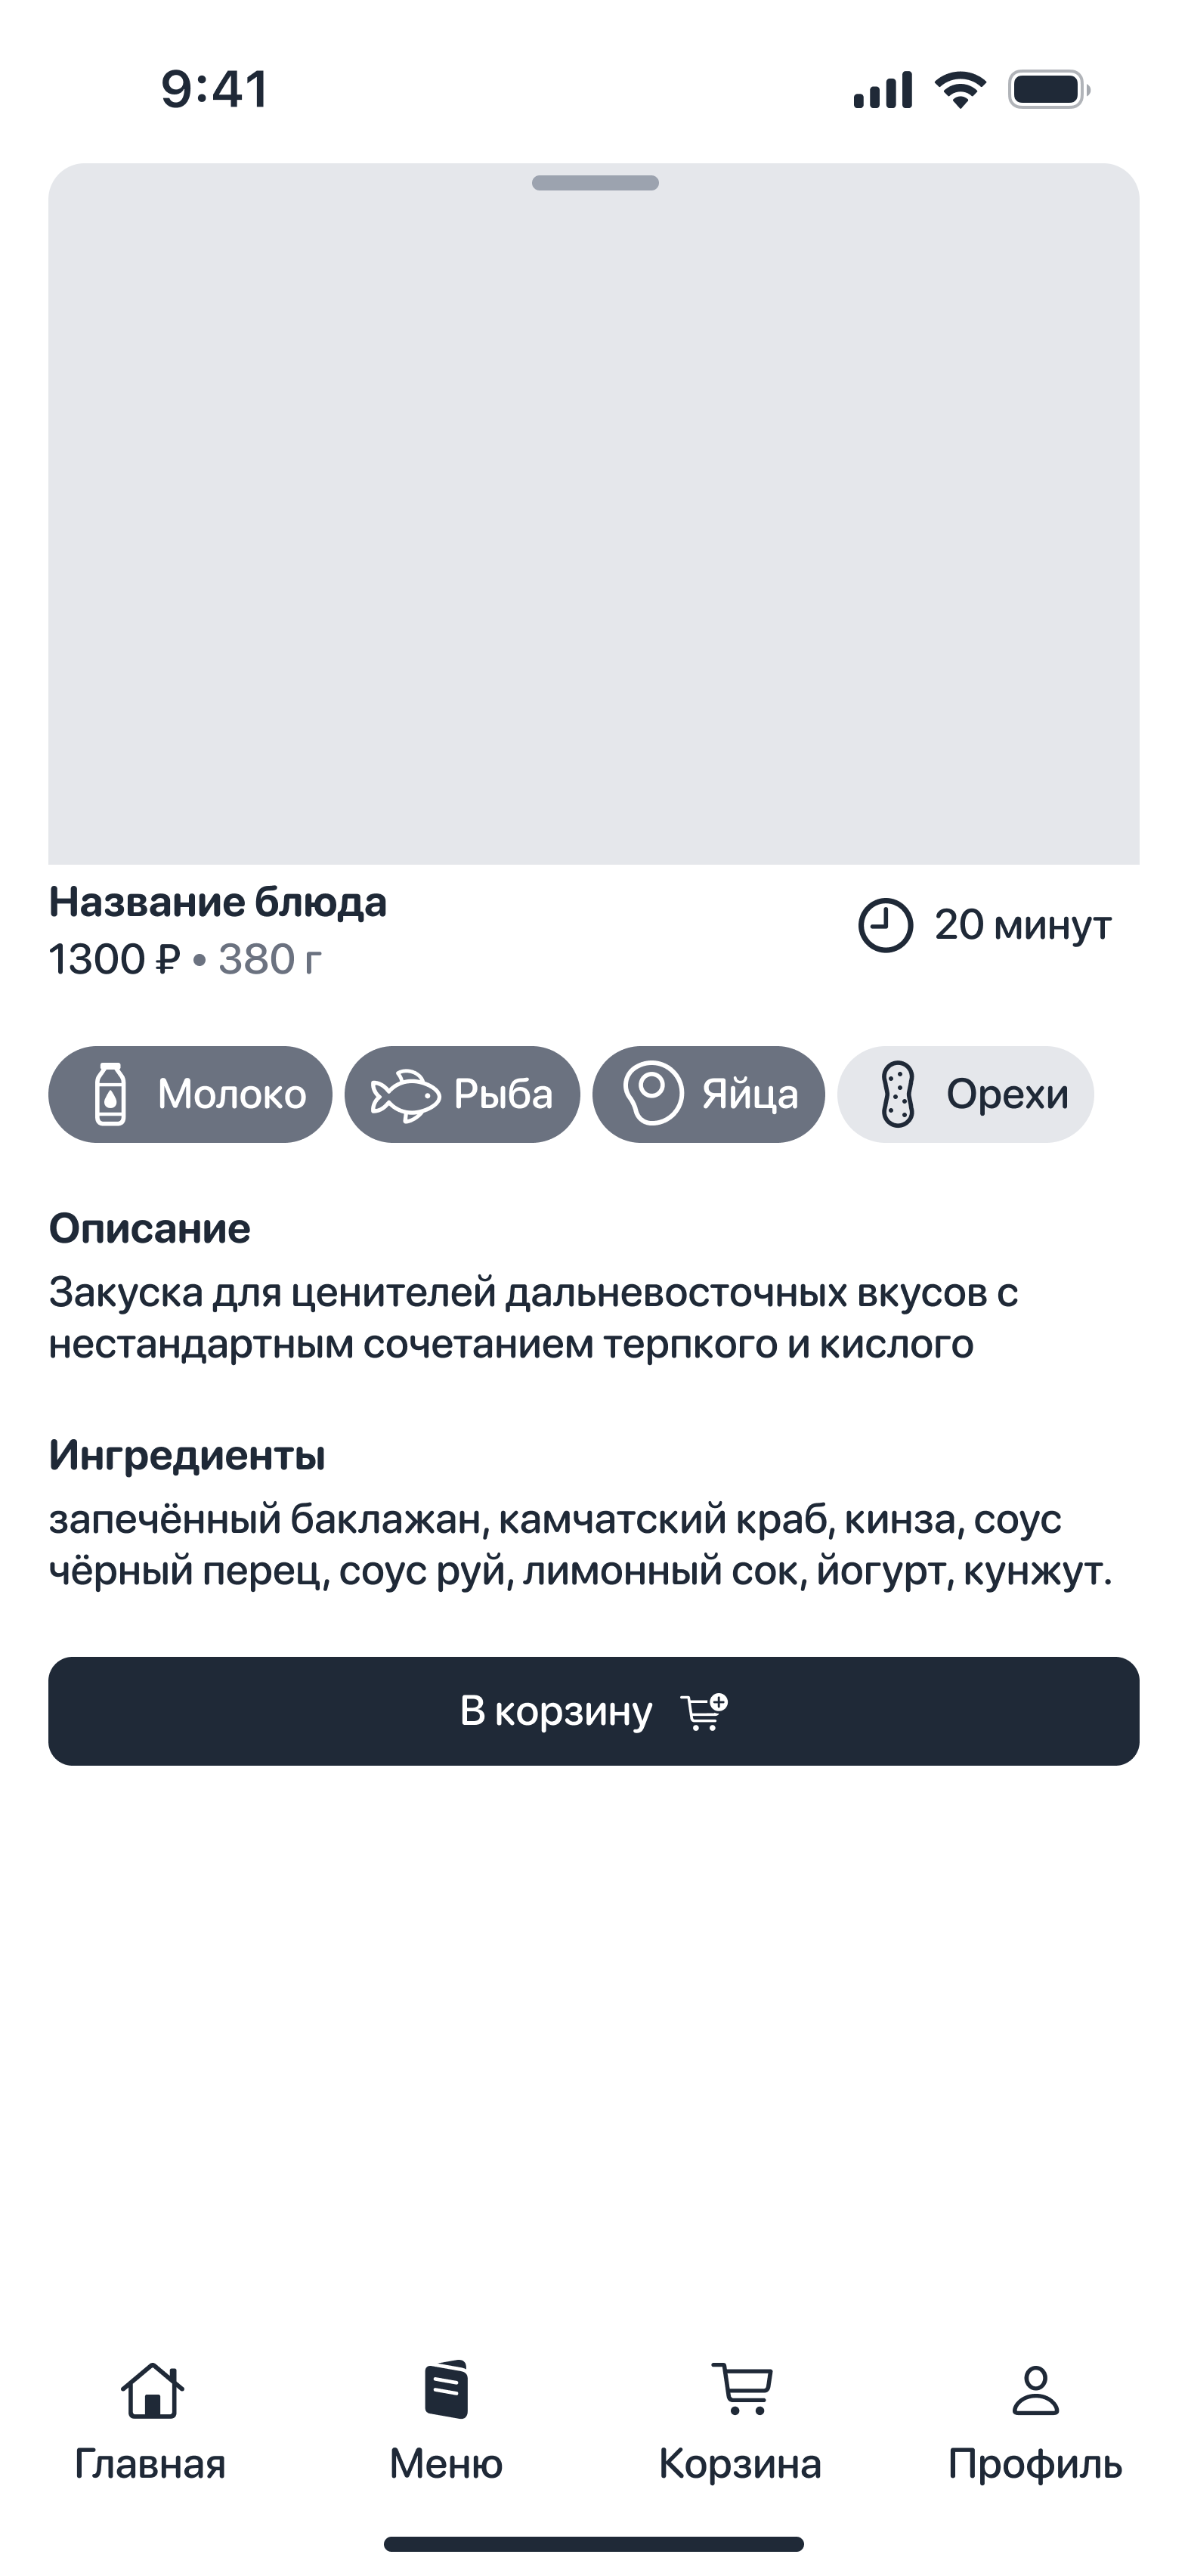 9:41
Название блюда
1300 ₽ • 380 г
20 минут
Молоко
Рыба
Яйца
Орехи
Описание
Закуска для ценителей дальневосточных вкусов с
нестандартным сочетанием терпкого и кислого
Ингредиенты
запечённый баклажан, камчатский краб, кинза, соус
чёрный перец, соус руй, лимонный сок, йогурт, кунжут.
В корзину
Главная
Меню
Корзина
Профиль